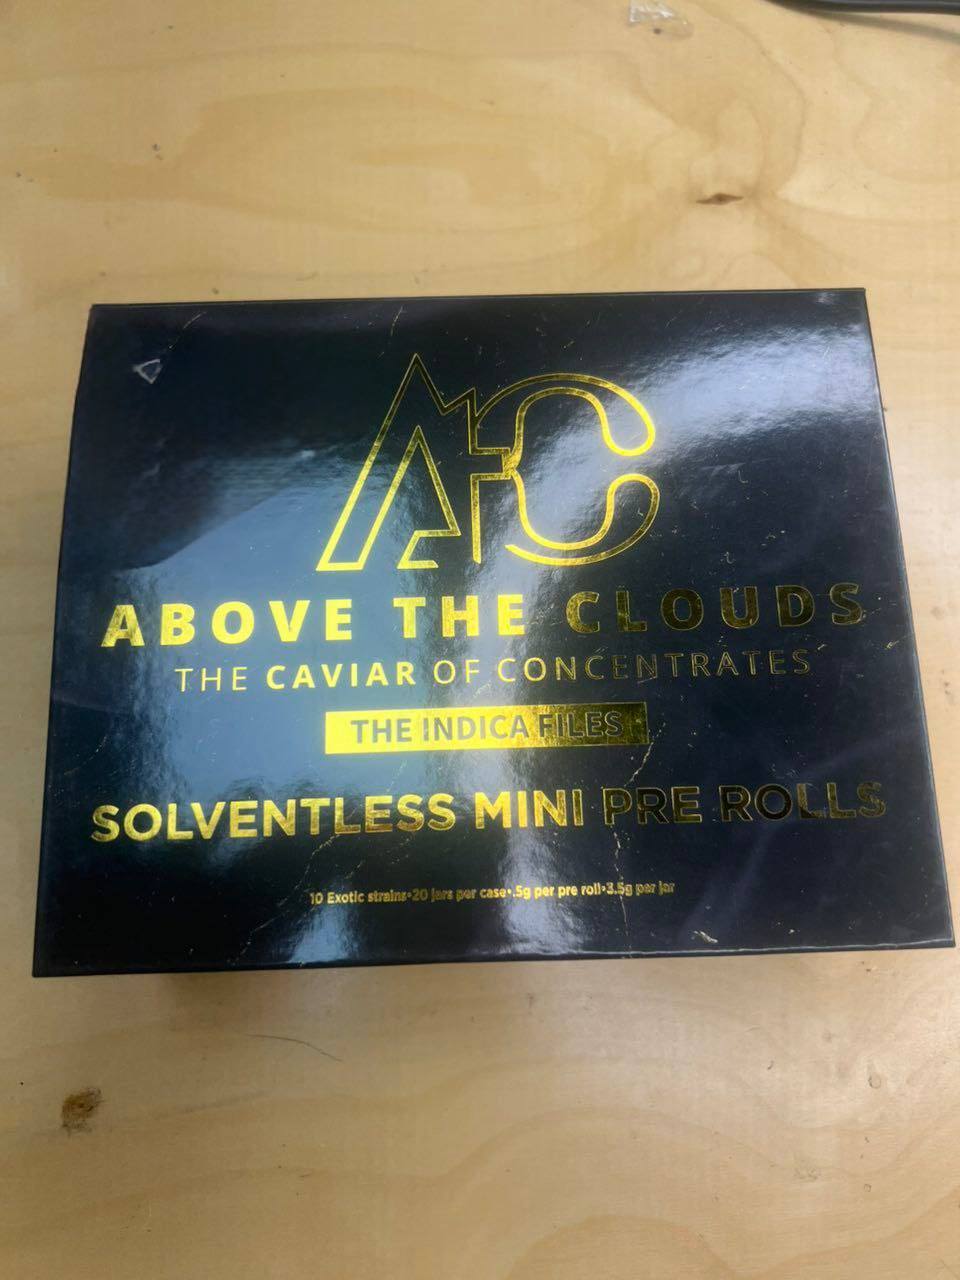 AC
ABOVE THE CLOUDS
THE CAVIAR OF CONCENTRATES
THE INDICA FILES
SOLVENTLESS MINI PRE ROLLS
10 Exotic strains•20 jars per case•.5g per pre roll•3.5g per jar